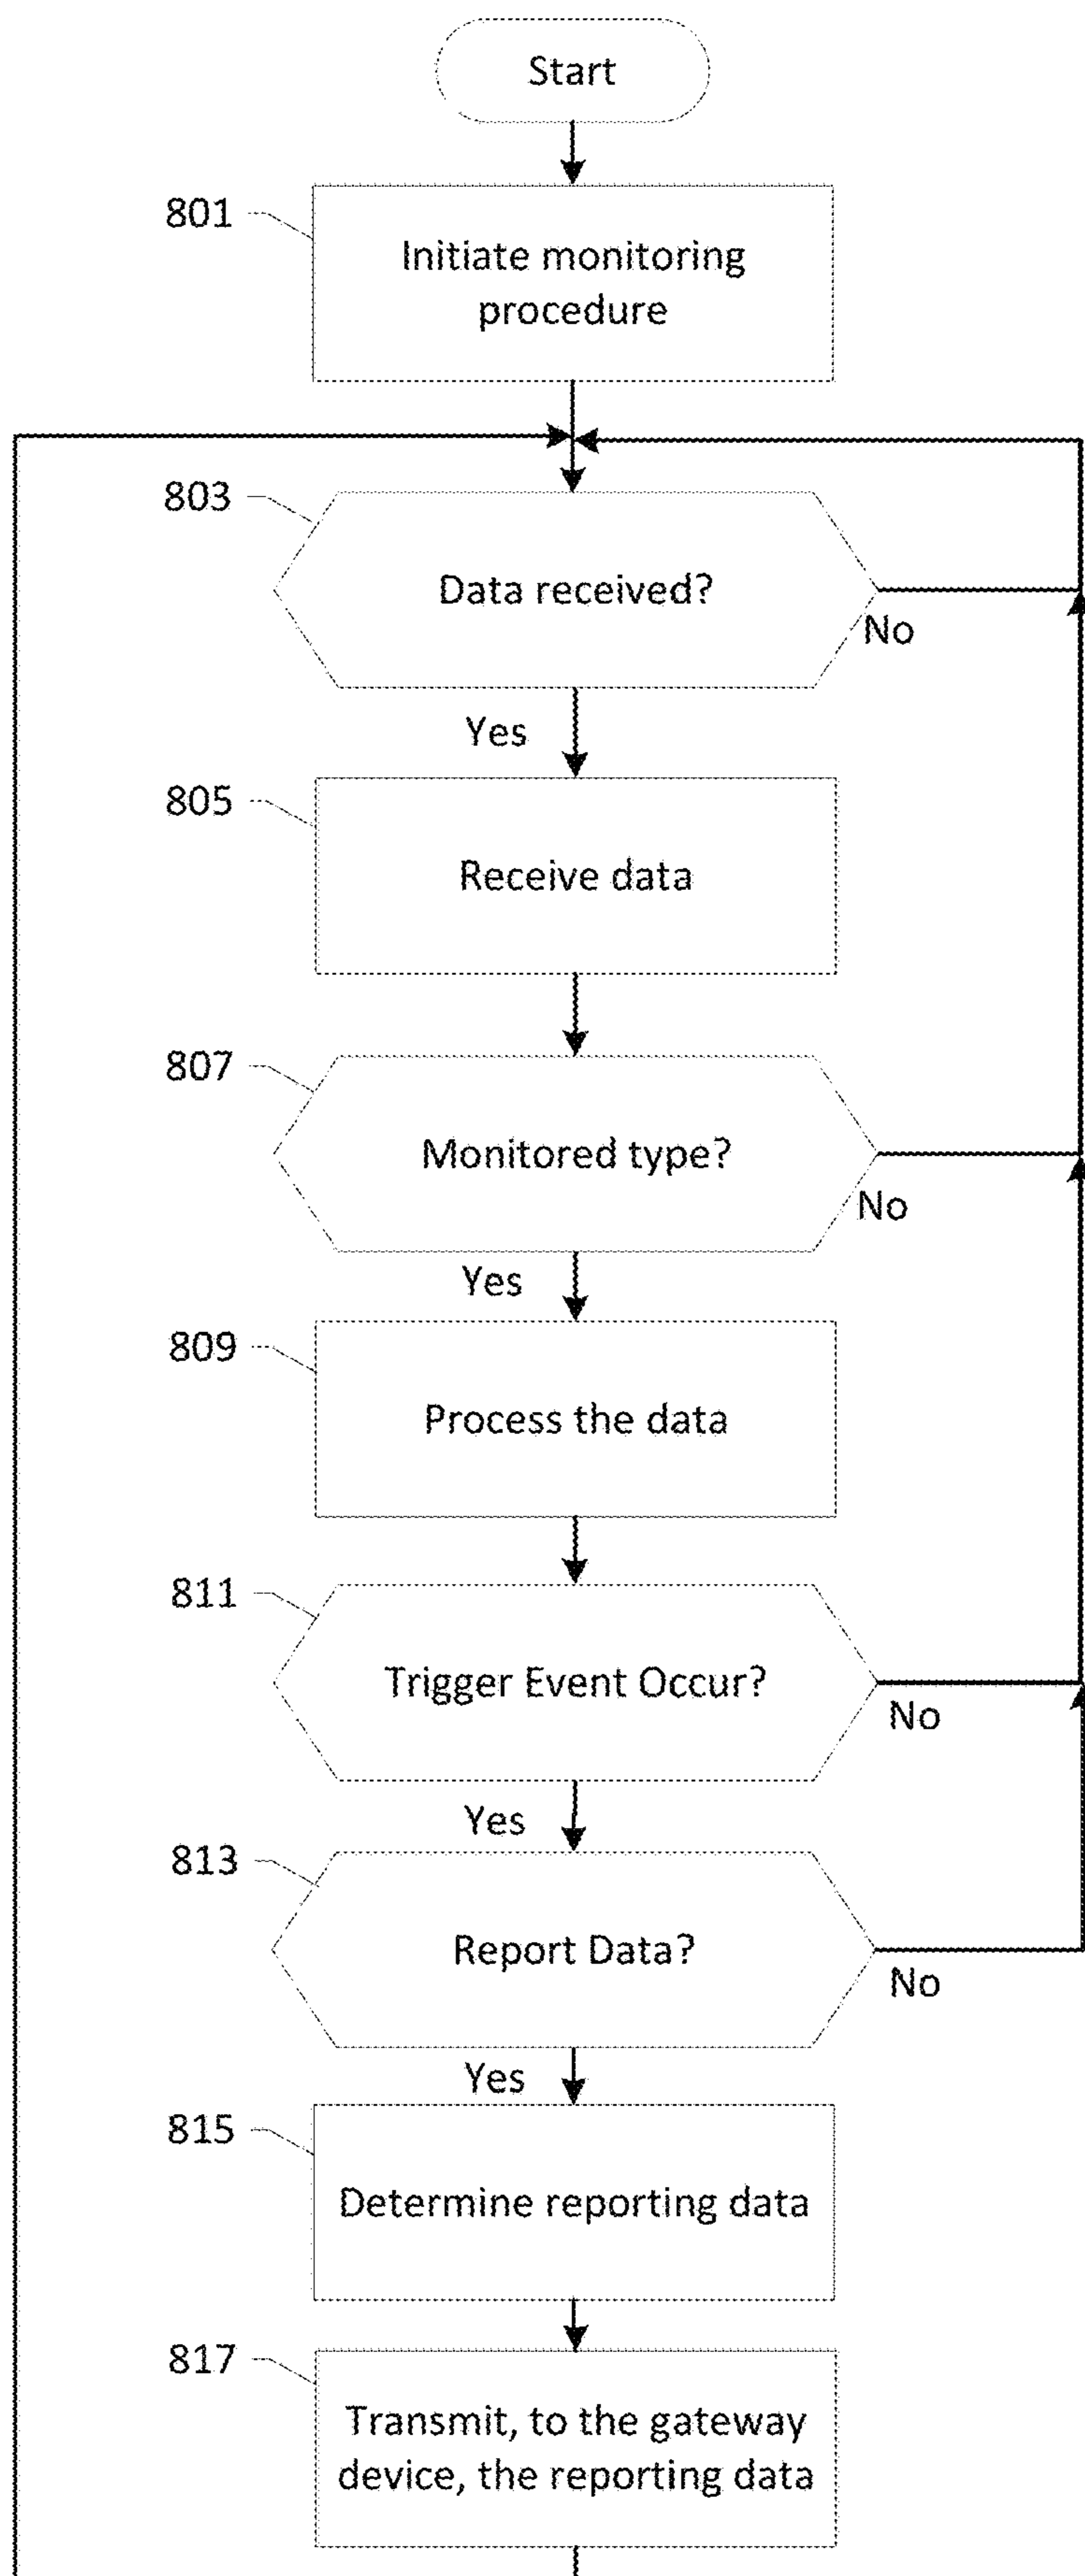 Start
801
Initiate monitoring
procedure
803
Data received?
No
Yes
805
Receive data
807
Monitored type?
No
Yes
809
Process the data
811
Trigger Event Occur?
No
Yes
813
Report Data?
No
Yes
815
Determine reporting data
817
Transmit, to the gateway
device, the reporting data